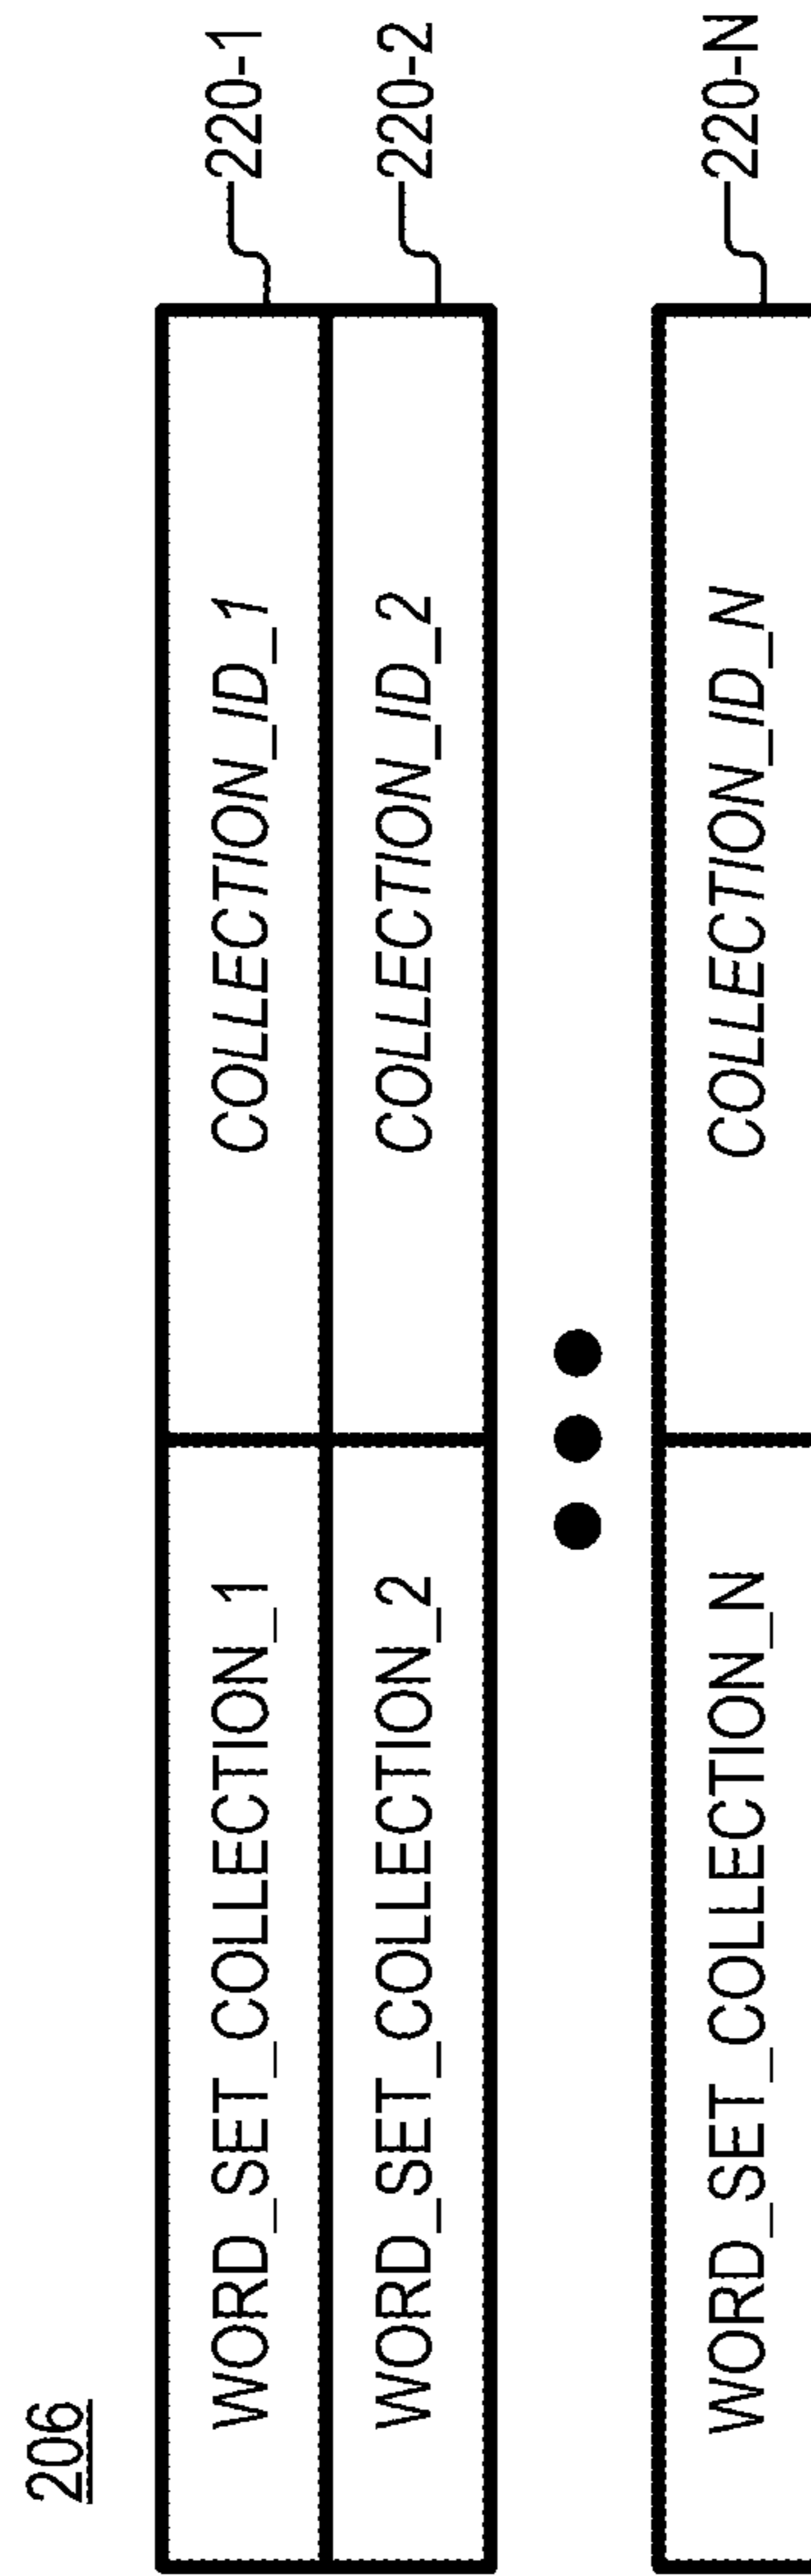 206
WORD_SET_COLLECTION_1 COLLECTION_ID_1 220-1
WORD_SET_COLLECTION_2 COLLECTION_ID_2 220-2
WORD_SET_COLLECTION_N COLLECTION_ID_N 220-N